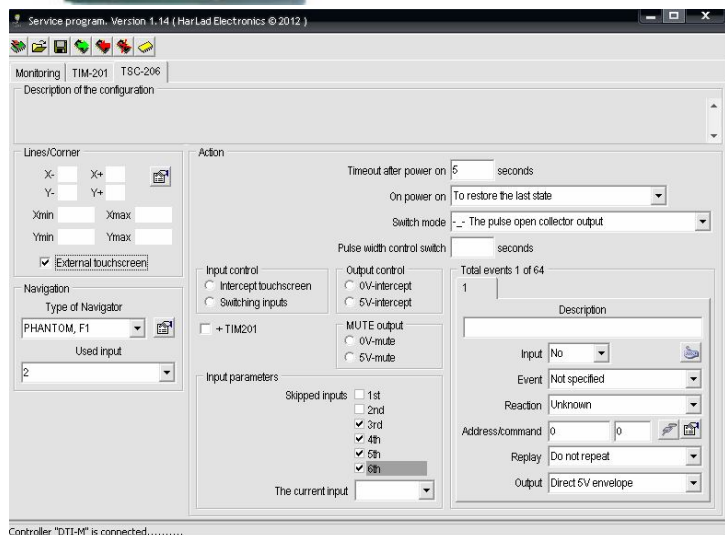 Service program. Version 1.14 ( HarLad Electronics © 2012 )
Monitoring TIM-201 TSC-206
Description of the configuration
Lines/Corner
X- X+
Y- Y+
Xmin Xmax
Ymin Ymax
External touchscreen
Navigation
Type of Navigator
PHANTOM, F1
Used input
2
Action
Timeout after power on 5 seconds
On power on To restore the last state
Switch mode -_- The pulse open collector output
Pulse width control switch seconds
Input control
Intercept touchscreen
Switching inputs
+ TIM201
Output control
0V-intercept
5V-intercept
MUTE output
0V-mute
5V-mute
Input parameters
Skipped inputs 1st
2nd
3rd
4th
5th
6th
The current input
Total events 1 of 64
1
Description
Input No
Event Not specified
Reaction Unknown
Address/command 0 0
Replay Do not repeat
Output Direct 5V envelope
Controller "DTI-M" is connected..........